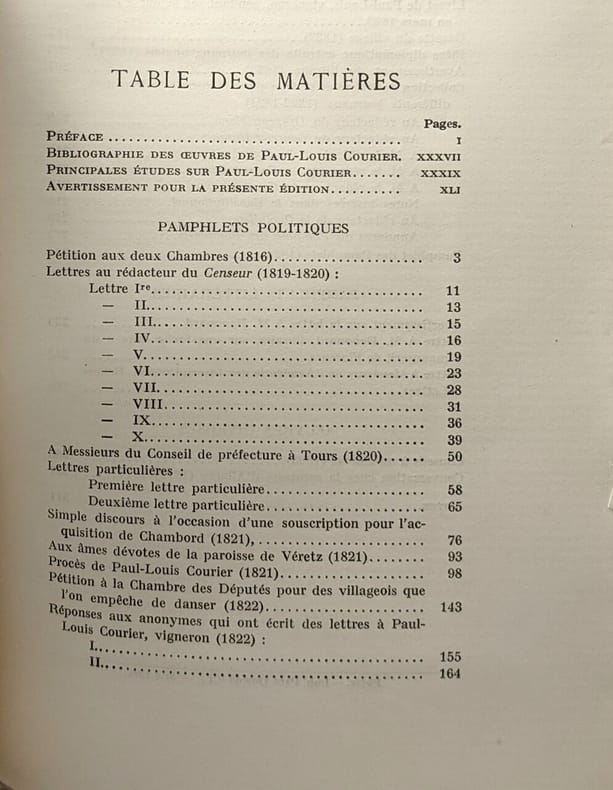 TABLE DES MATIÈRES
Pages.
PRÉFACE ........................................ I
BIBLIOGRAPHIE DES ŒUVRES DE PAUL-LOUIS COURIER. XXXVII
PRINCIPALES ÉTUDES SUR PAUL-LOUIS COURIER....... XXXIX
AVERTISSEMENT POUR LA PRÉSENTE ÉDITION.......... XLI
PAMPHLETS POLITIQUES
Pétition aux deux Chambres (1816)..................... 3
Lettres au rédacteur du Censeur (1819-1820) :
Lettre Iʳᵉ..................................... 11
— II..................................... 13
— III.................................... 15
— IV..................................... 16
— V...................................... 19
— VI..................................... 23
— VII.................................... 28
— VIII................................... 31
— IX..................................... 36
— X...................................... 39
A Messieurs du Conseil de préfecture à Tours (1820)...... 50
Lettres particulières :
Première lettre particulière...................... 58
Deuxième lettre particulière...................... 65
Simple discours à l'occasion d'une souscription pour l'ac-
quisition de Chambord (1821), ....................... 76
Aux âmes dévotes de la paroisse de Véretz (1821)........ 93
Procès de Paul-Louis Courier (1821).................... 98
Pétition à la Chambre des Députés pour des villageois que
l'on empêche de danser (1822)...................... 143
Réponses aux anonymes qui ont écrit des lettres à Paul-
Louis Courier, vigneron (1822) :
I............................................. 155
II............................................ 164